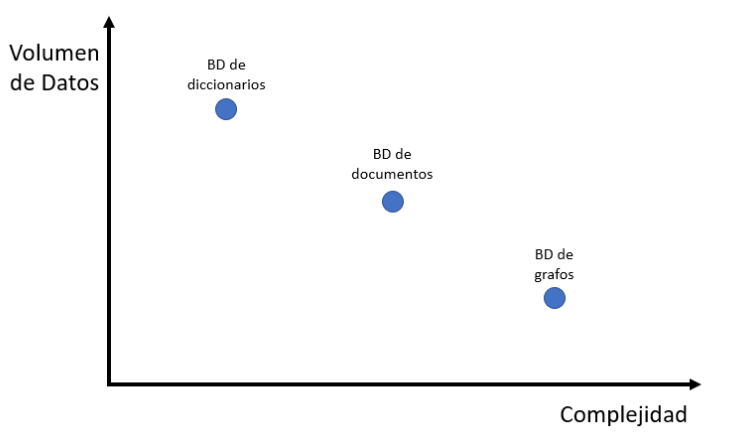 Volumen
de Datos
BD de
diccionarios
BD de
documentos
BD de
grafos
Complejidad